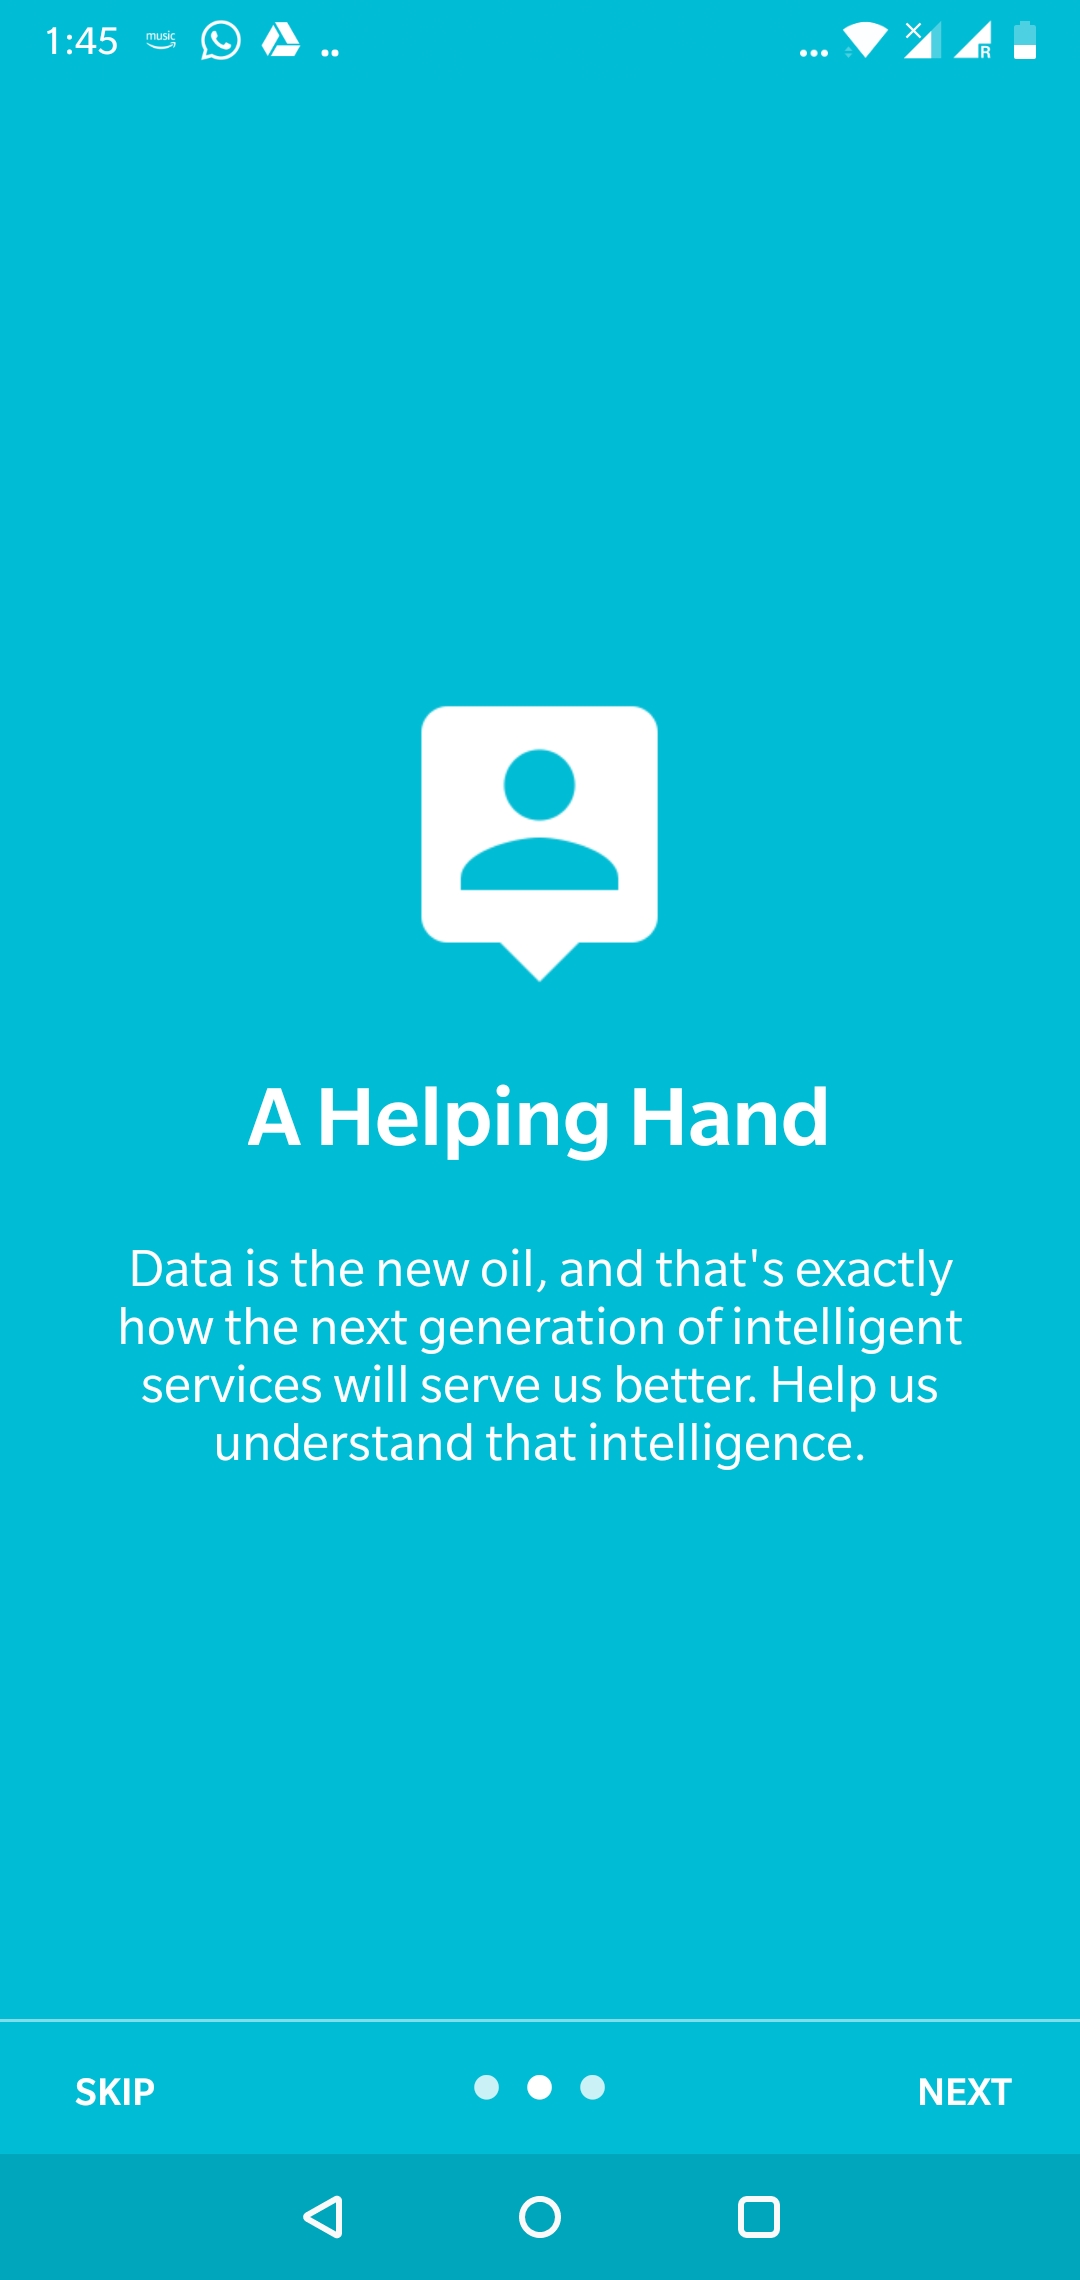 1:45
music
R
A Helping Hand
Data is the new oil, and that's exactly
how the next generation of intelligent
services will serve us better. Help us
understand that intelligence.
SKIP
NEXT